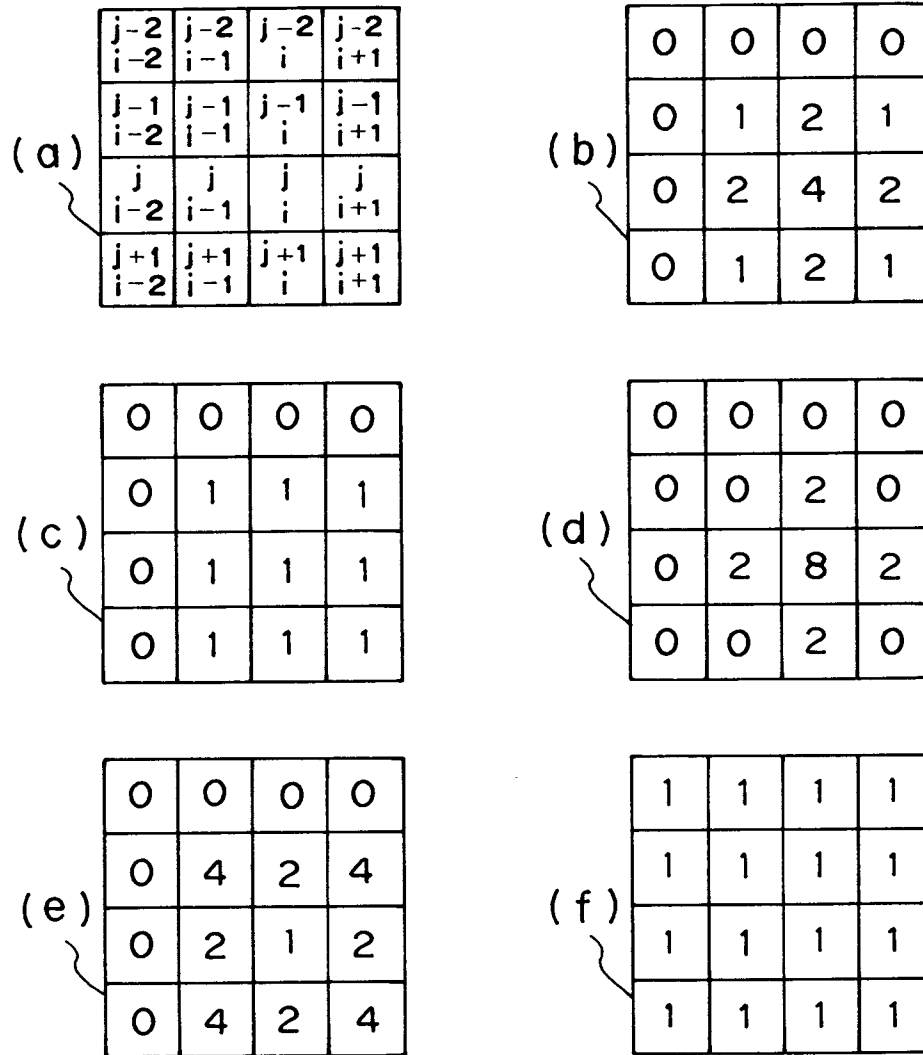 j-2 j-2 j-2 j-2
i-2 i-1 i i+1
j-1 j-1 j-1 j-1
i-2 i-1 i i+1
(a)
j j j j
i-2 i-1 i i+1
j+1 j+1 j+1 j+1
i-2 i-1 i i+1
0 0 0 0
0 1 2 1
(b)
0 2 4 2
0 1 2 1
0 0 0 0
0 1 1 1
(c)
0 1 1 1
0 1 1 1
0 0 0 0
0 0 2 0
(d)
0 2 8 2
0 0 2 0
0 0 0 0
0 4 2 4
(e)
0 2 1 2
0 4 2 4
1 1 1 1
1 1 1 1
(f)
1 1 1 1
1 1 1 1